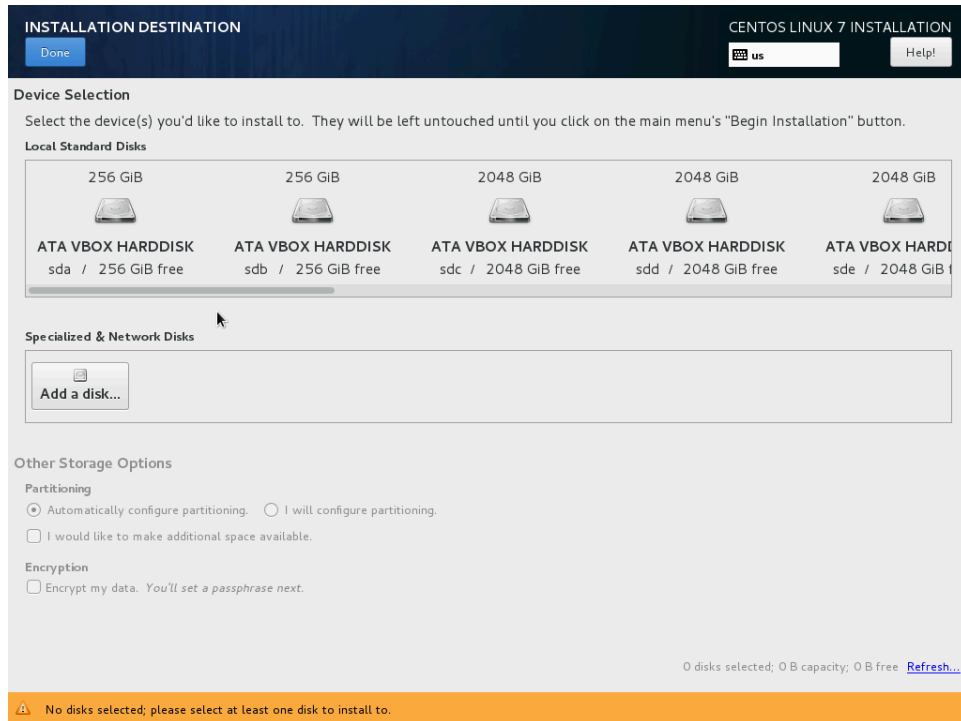 INSTALLATION DESTINATION
CENTOS LINUX 7 INSTALLATION
Done
us
Help!
Device Selection
Select the device(s) you'd like to install to. They will be left untouched until you click on the main menu's "Begin Installation" button.
Local Standard Disks
256 GiB 256 GiB 2048 GiB 2048 GiB 2048 GiB
ATA VBOX HARDDISK ATA VBOX HARDDISK ATA VBOX HARDDISK ATA VBOX HARDDISK ATA VBOX
sda / 256 GiB free sdb / 256 GiB free sdc / 2048 GiB free sdd / 2048 GiB free sde / 2048 GiB
Specialized & Network Disks
Add a disk...
Other Storage Options
Partitioning
Automatically configure partitioning. I will configure partitioning.
I would like to make additional space available.
Encryption
Encrypt my data. You'll set a passphrase next.
0 disks selected; 0 B capacity; 0 B free Refresh...
No disks selected; please select at least one disk to install to.